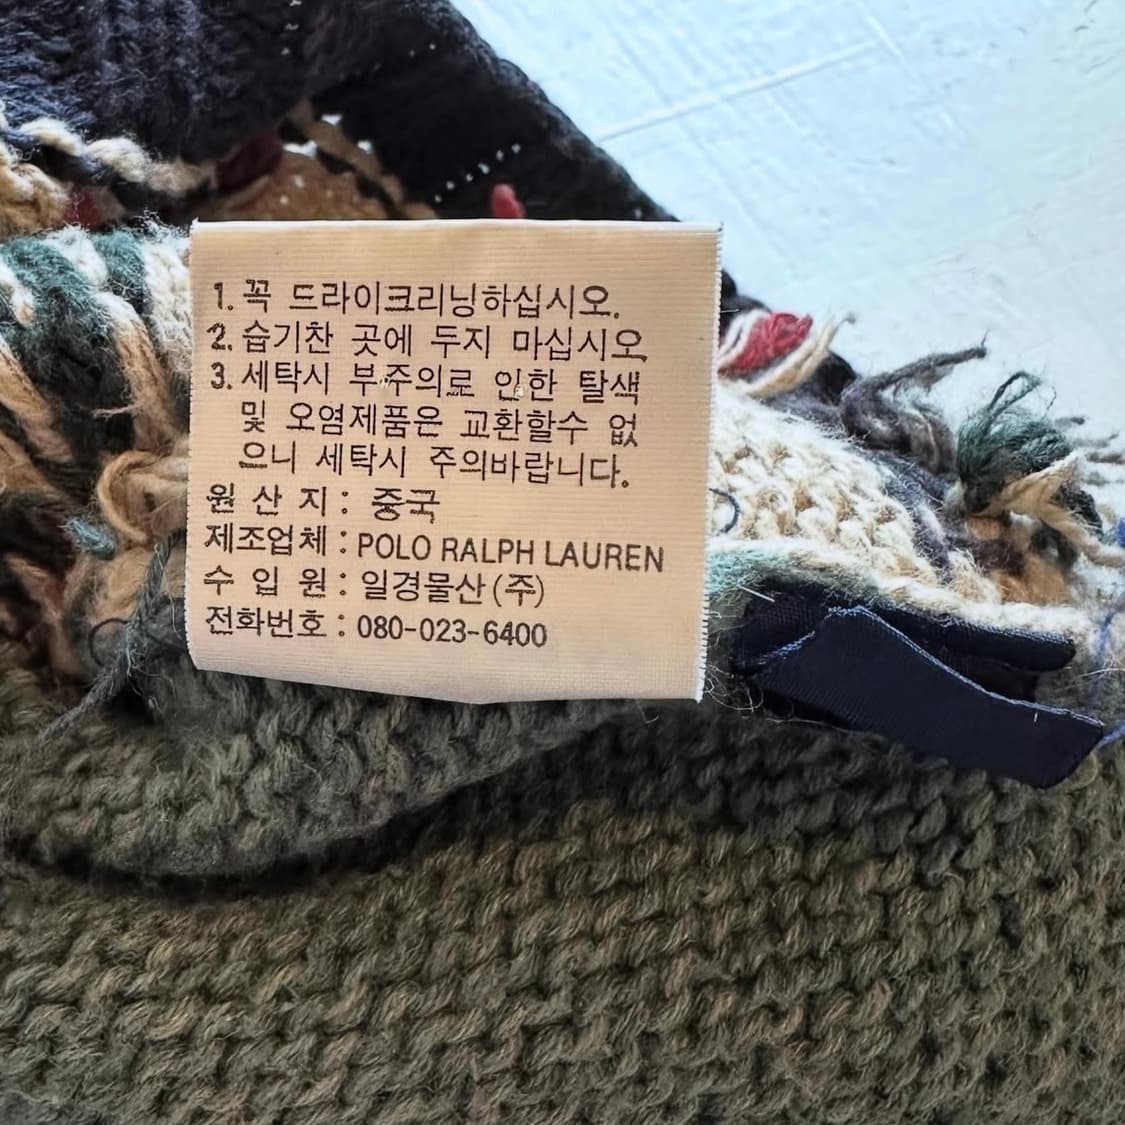 1. 꼭 드라이크리닝하십시오.
2. 습기찬 곳에 두지 마십시오
3. 세탁시 부주의로 인한 탈색
및 오염제품은 교환할수 없
으니 세탁시 주의바랍니다.
원 산 지 : 중국
제조업체 : POLO RALPH LAUREN
수 입 원 : 일경물산(주)
전화번호 : 080-023-6400